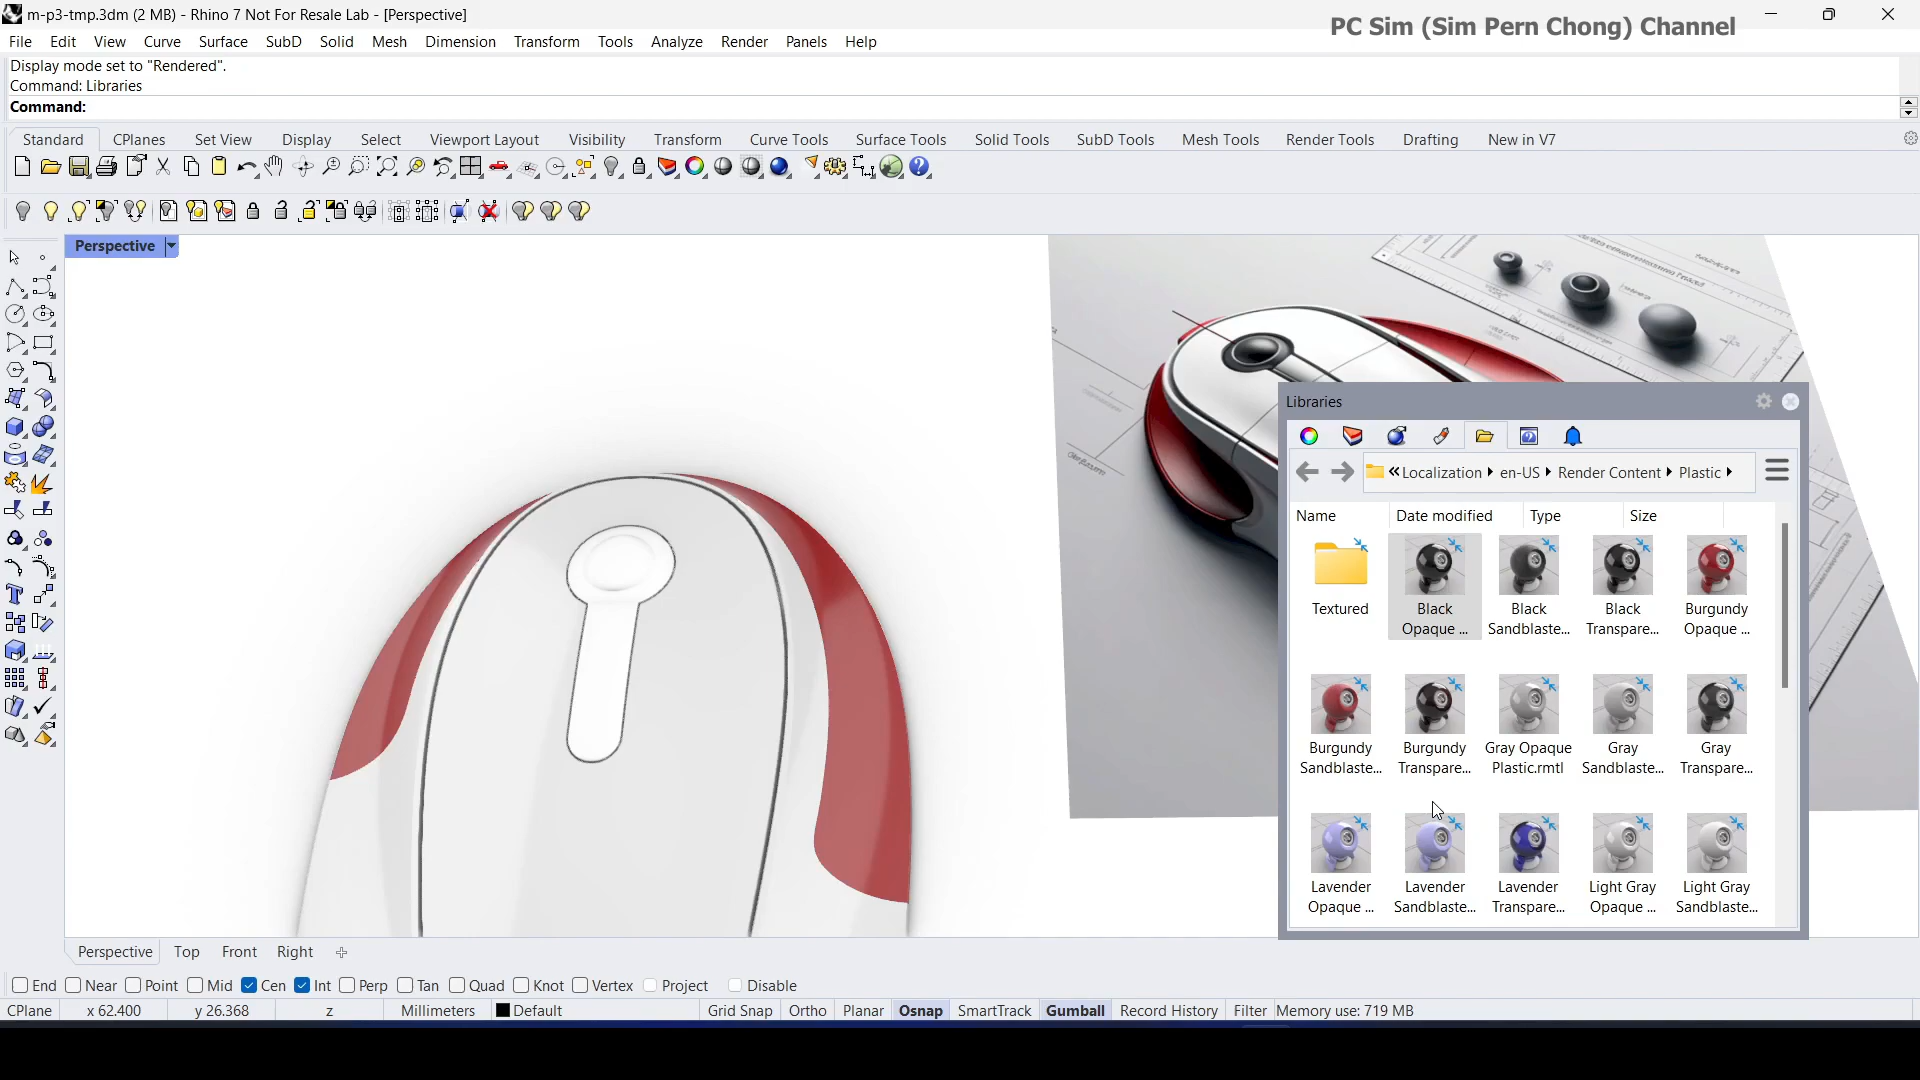 m-p3-tmp.3dm (2 MB) - Rhino 7 Not For Resale Lab - [Perspective]
PC Sim (Sim Pern Chong) Channel
File Edit View Curve Surface SubD Solid Mesh Dimension Transform Tools Analyze Render Panels Help
Display mode set to "Rendered".
Command: Libraries
Command:
Standard CPlanes Set View Display Select Viewport Layout Visibility Transform Curve Tools Surface Tools Solid Tools SubD Tools Mesh Tools Render Tools Drafting New in V7
Perspective
Libraries
« Localization en-US Render Content Plastic
Name Date modified Type Size
Textured
Black Opaque ...
Black Sandblaste...
Black Transpare...
Burgundy Opaque ...
Burgundy Sandblaste...
Burgundy Transpare...
Gray Opaque Plastic.rmtl
Gray Sandblaste...
Gray Transpare...
Lavender Opaque ...
Lavender Sandblaste...
Lavender Transpare...
Light Gray Opaque ...
Light Gray Sandblaste...
Perspective Top Front Right
End Near Point Mid Cen Int Perp Tan Quad Knot Vertex Project Disable
CPlane x 62.400 y 26.368 z Millimeters Default Grid Snap Ortho Planar Osnap SmartTrack Gumball Record History Filter Memory use: 719 MB